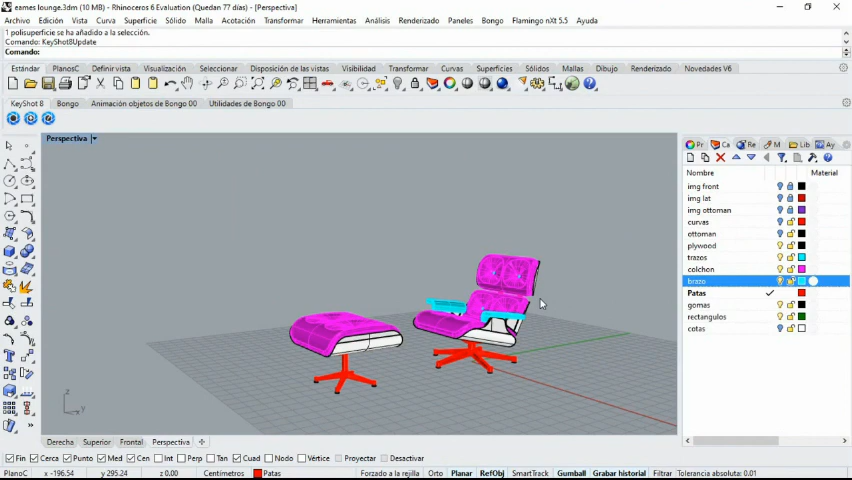 eames lounge.3dm (10 MB) - Rhinoceros 6 Evaluation (Quedan 77 días) - [Perspectiva]
Archivo Edición Vista Curva Superficie Sólido Malla Acotación Transformar Herramientas Análisis Renderizado Paneles Bongo Flamingo nXt 5.5 Ayuda
1 polisuperficie se ha añadido a la selección.
Comando: KeyShot8Update
Comando:
Estándar PlanosC Definir vista Visualización Seleccionar Disposición de las vistas Visibilidad Transformar Curvas Superficies Sólidos Mallas Dibujo Renderizado Novedades V6
KeyShot 8 Bongo Animación objetos de Bongo 00 Utilidades de Bongo 00
Perspectiva
Pr Ca Re M Lib Ay
Nombre Material
img front
img lat
img ottoman
curvas
ottoman
plywood
trazos
colchon
brazo
Patas
gomas
rectangulos
cotas
z
y
Derecha Superior Frontal Perspectiva
Fin Cerca Punto Med Cen Int Perp Tan Cuad Nodo Vértice Proyectar Desactivar
PlanoC x -196.54 y 295.24 z 0.00 Centímetros Patas Forzado a la rejilla Orto Planar RefObj SmartTrack Gumball Grabar historial Filtrar Tolerancia absoluta: 0.01